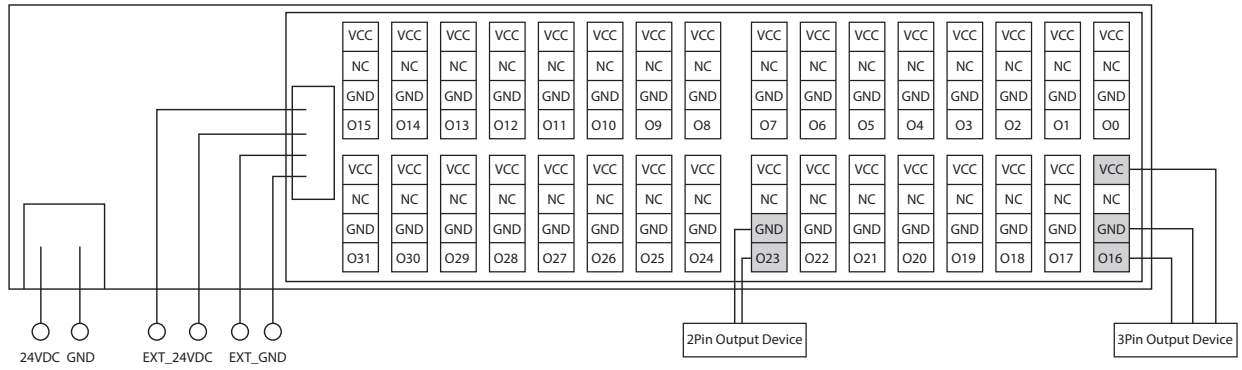 VCC VCC VCC VCC VCC VCC VCC VCC VCC VCC VCC VCC VCC VCC VCC VCC
NC NC NC NC NC NC NC NC NC NC NC NC NC NC NC NC
GND GND GND GND GND GND GND GND GND GND GND GND GND GND GND GND
O15 O14 O13 O12 O11 O10 O9 O8 O7 O6 O5 O4 O3 O2 O1 O0
VCC VCC VCC VCC VCC VCC VCC VCC VCC VCC VCC VCC VCC VCC VCC VCC
NC NC NC NC NC NC NC NC NC NC NC NC NC NC NC NC
GND GND GND GND GND GND GND GND GND GND GND GND GND GND GND GND
O31 O30 O29 O28 O27 O26 O25 O24 O23 O22 O21 O20 O19 O18 O17 O16
2Pin Output Device 3Pin Output Device
24VDC GND EXT_24VDC EXT_GND